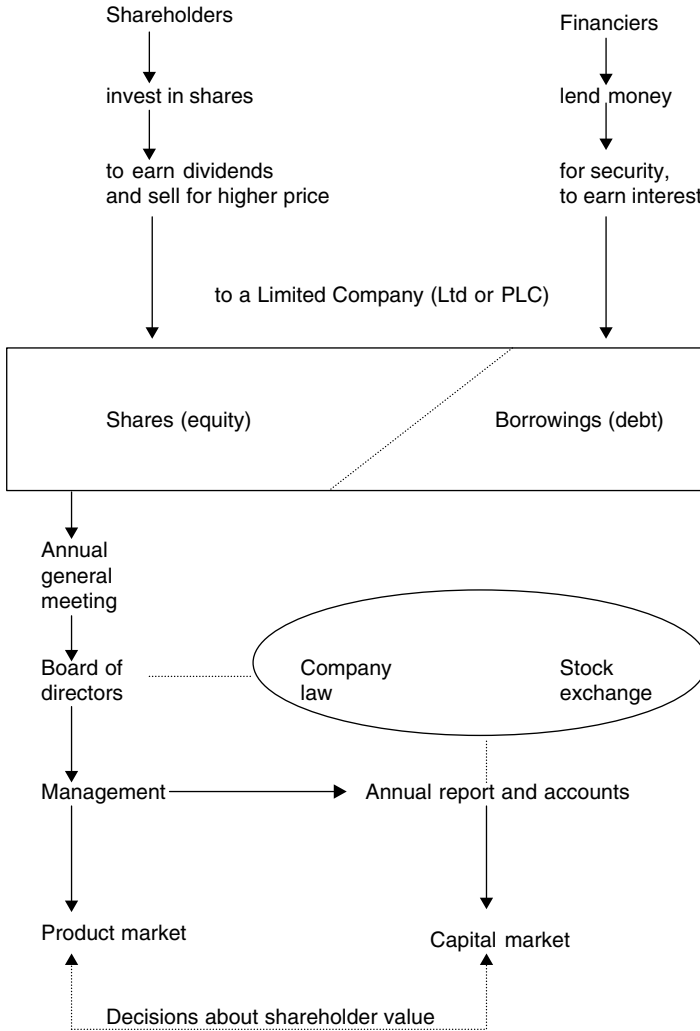 Shareholders
Financiers
invest in shares
lend money
to earn dividends
and sell for higher price
for security,
to earn interest
to a Limited Company (Ltd or PLC)
Shares (equity)
Borrowings (debt)
Annual
general
meeting
Board of
directors
Company
law
Stock
exchange
Management
Annual report and accounts
Product market
Capital market
Decisions about shareholder value